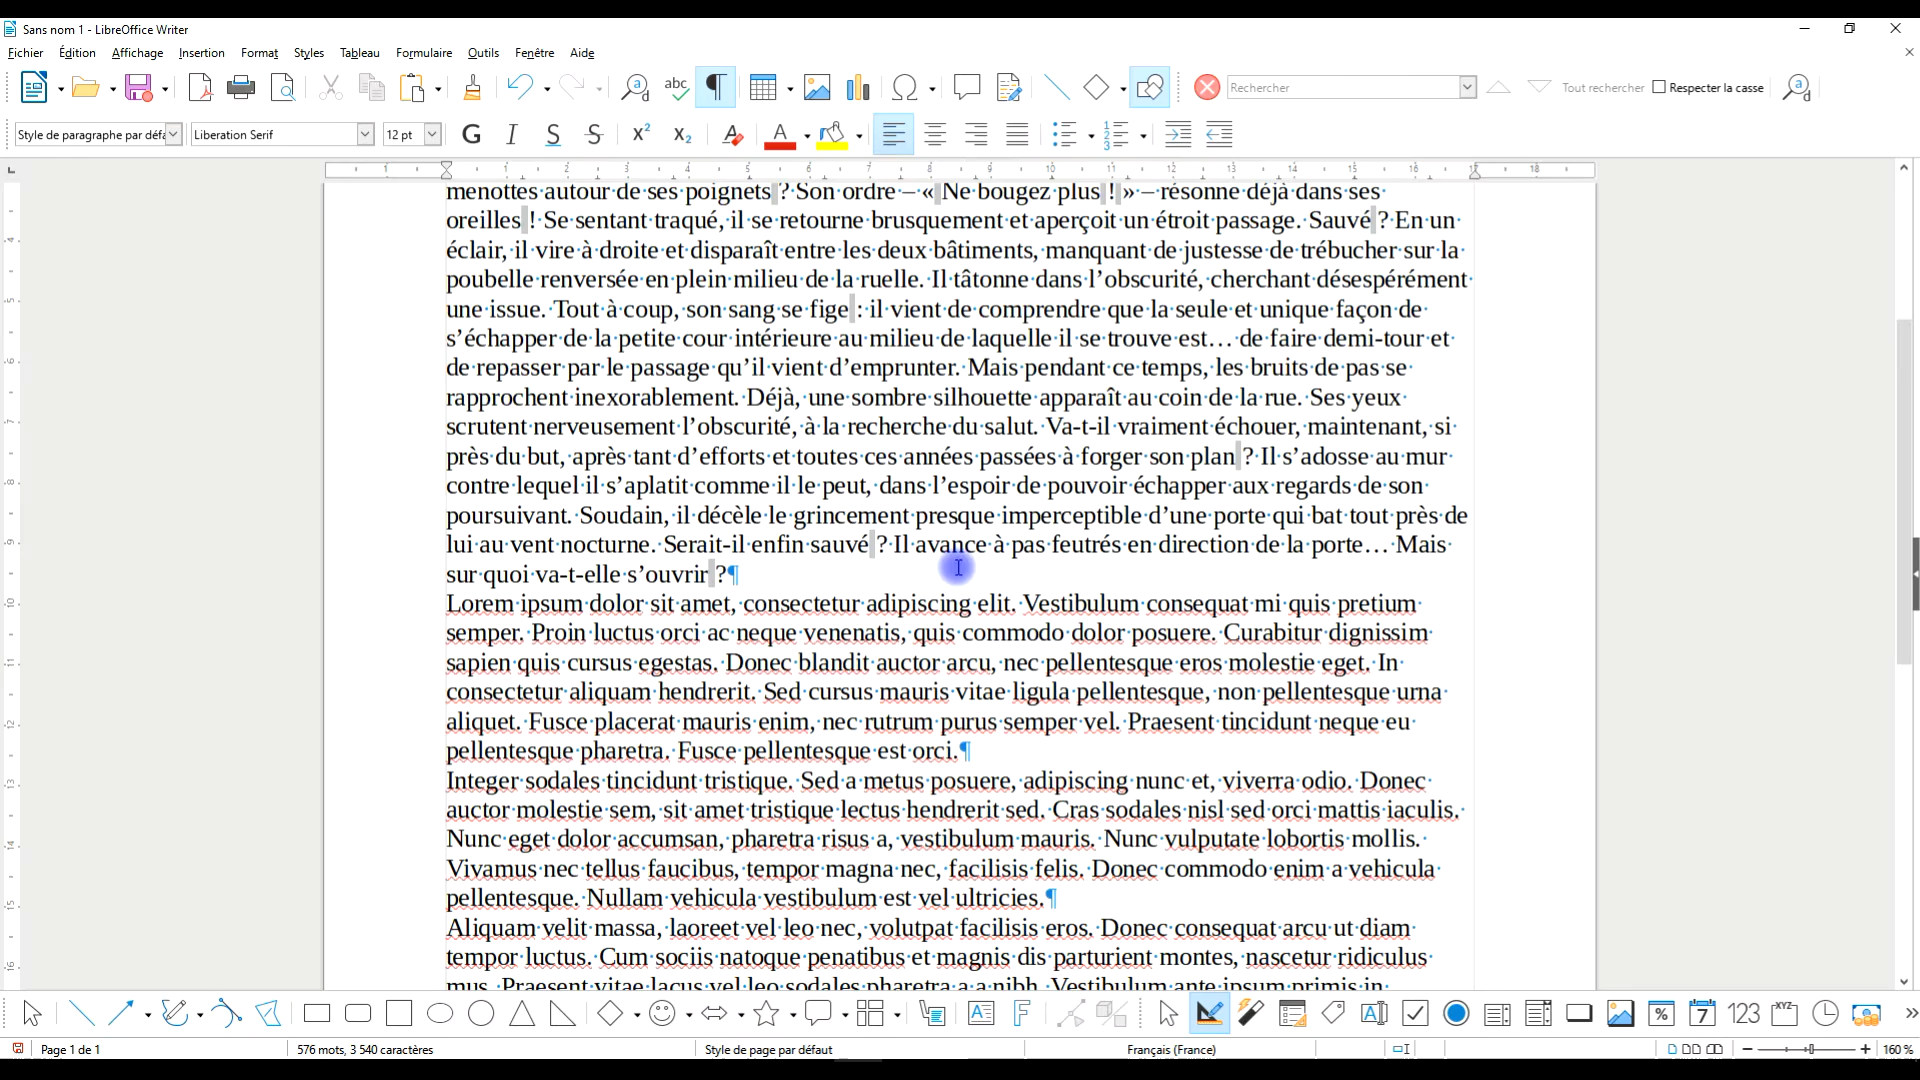 Sans nom 1 - LibreOffice Writer
Fichier Édition Affichage Insertion Format Styles Tableau Formulaire Outils Fenêtre Aide
Rechercher Tout rechercher Respecter la casse
Style de paragraphe par défa Liberation Serif 12 pt G I S S X² X₂
1 1 2 3 4 5 6 7 8 9 10 11 12 13 14 15 16 17 18
menottes autour de ses poignets ? Son ordre – « Ne bougez plus ! » – résonne déjà dans ses
oreilles ! Se sentant traqué, il se retourne brusquement et aperçoit un étroit passage. Sauvé ? En un
éclair, il vire à droite et disparaît entre les deux bâtiments, manquant de justesse de trébucher sur la
poubelle renversée en plein milieu de la ruelle. Il tâtonne dans l’obscurité, cherchant désespérément
une issue. Tout à coup, son sang se fige : il vient de comprendre que la seule et unique façon de
s’échapper de la petite cour intérieure au milieu de laquelle il se trouve est… de faire demi-tour et
de repasser par le passage qu’il vient d’emprunter. Mais pendant ce temps, les bruits de pas se
rapprochent inexorablement. Déjà, une sombre silhouette apparaît au coin de la rue. Ses yeux
scrutent nerveusement l’obscurité, à la recherche du salut. Va-t-il vraiment échouer, maintenant, si
près du but, après tant d’efforts et toutes ces années passées à forger son plan ? Il s’adosse au mur
contre lequel il s’aplatit comme il le peut, dans l’espoir de pouvoir échapper aux regards de son
poursuivant. Soudain, il décèle le grincement presque imperceptible d’une porte qui bat tout près de
lui au vent nocturne. Serait-il enfin sauvé ? Il avance à pas feutrés en direction de la porte… Mais
sur quoi va-t-elle s’ouvrir ?¶
Lorem ipsum dolor sit amet, consectetur adipiscing elit. Vestibulum consequat mi quis pretium
semper. Proin luctus orci ac neque venenatis, quis commodo dolor posuere. Curabitur dignissim
sapien quis cursus egestas. Donec blandit auctor arcu, nec pellentesque eros molestie eget. In
consectetur aliquam hendrerit. Sed cursus mauris vitae ligula pellentesque, non pellentesque urna
aliquet. Fusce placerat mauris enim, nec rutrum purus semper vel. Praesent tincidunt neque eu
pellentesque pharetra. Fusce pellentesque est orci.¶
Integer sodales tincidunt tristique. Sed a metus posuere, adipiscing nunc et, viverra odio. Donec
auctor molestie sem, sit amet tristique lectus hendrerit sed. Cras sodales nisl sed orci mattis iaculis.
Nunc eget dolor accumsan, pharetra risus a, vestibulum mauris. Nunc vulputate lobortis mollis.
Vivamus nec tellus faucibus, tempor magna nec, facilisis felis. Donec commodo enim a vehicula
pellentesque. Nullam vehicula vestibulum est vel ultricies.¶
Aliquam velit massa, laoreet vel leo nec, volutpat facilisis eros. Donec consequat arcu ut diam
tempor luctus. Cum sociis natoque penatibus et magnis dis parturient montes, nascetur ridiculus
mus. Praesent vitae lacus vel leo sodales pharetra a a nibh. Vestibulum ante ipsum primis in
Page 1 de 1 576 mots, 3 540 caractères Style de page par défaut Français (France) 160 %